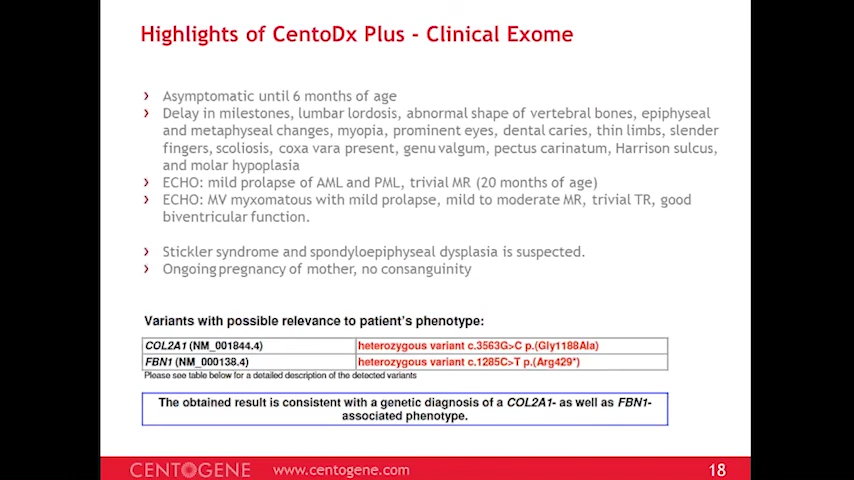 Highlights of CentoDx Plus - Clinical Exome
› Asymptomatic until 6 months of age
› Delay in milestones, lumbar lordosis, abnormal shape of vertebral bones, epiphyseal
and metaphyseal changes, myopia, prominent eyes, dental caries, thin limbs, slender
fingers, scoliosis, coxa vara present, genu valgum, pectus carinatum, Harrison sulcus,
and molar hypoplasia
› ECHO: mild prolapse of AML and PML, trivial MR (20 months of age)
› ECHO: MV myxomatous with mild prolapse, mild to moderate MR, trivial TR, good
biventricular function.
› Stickler syndrome and spondyloepiphyseal dysplasia is suspected.
› Ongoing pregnancy of mother, no consanguinity
Variants with possible relevance to patient's phenotype:
COL2A1 (NM_001844.4) heterozygous variant c.3563G>C p.(Gly1188Ala)
FBN1 (NM_000138.4) heterozygous variant c.1285C>T p.(Arg429*)
Please see table below for a detailed description of the detected variants
The obtained result is consistent with a genetic diagnosis of a COL2A1- as well as FBN1-
associated phenotype.
CENTOGENE www.centogene.com 18